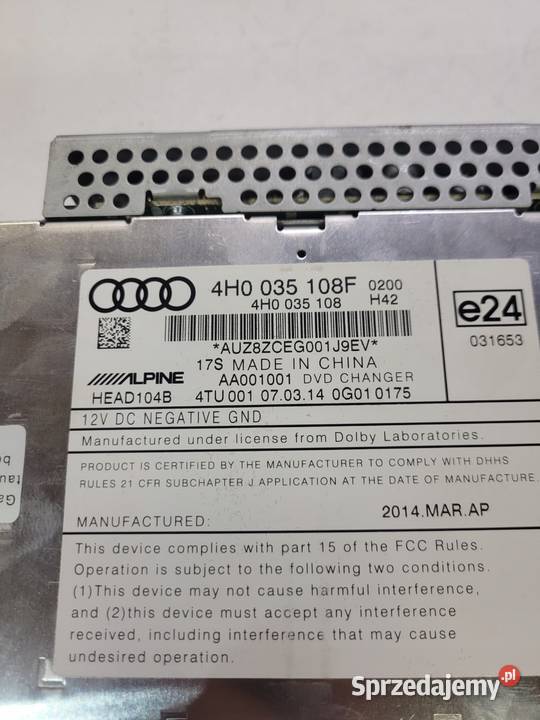 4H0 035 108F 0200
4H0 035 108 H42
e24
031653
*AUZ8ZCEG001J9EV*
17S MADE IN CHINA
ALPINE AA001001 DVD CHANGER
HEAD104B 4TU001 07.03.14 0G010175
12V DC NEGATIVE GND
Manufactured under license from Dolby Laboratories.
PRODUCT IS CERTIFIED BY THE MANUFACTURER TO COMPLY WITH DHHS
RULES 21 CFR SUBCHAPTER J APPLICATION AT THE DATE OF MANUFACTURE.
MANUFACTURED: 2014.MAR.AP
This device complies with part 15 of the FCC Rules.
Operation is subject to the following two conditions.
(1)This device may not cause harmful interference,
and (2)this device must accept any interference
received, including interference that may cause
undesired operation.
Sprzedajemy.pl